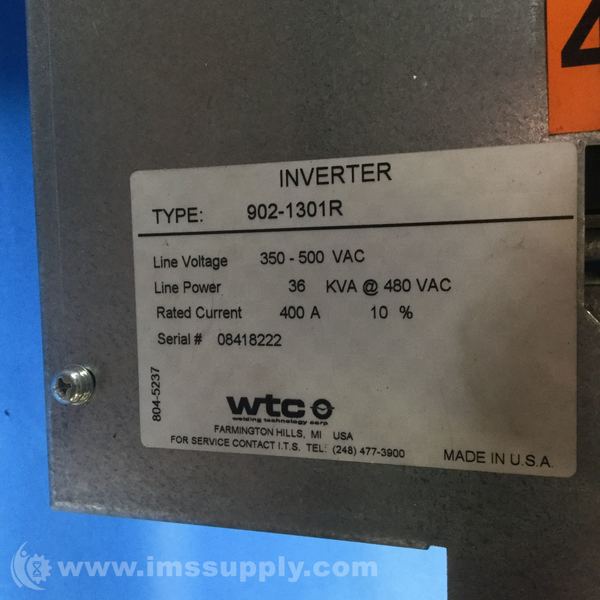 4
INVERTER
TYPE: 902-1301R
Line Voltage 350 - 500 VAC
Line Power 36 KVA @ 480 VAC
Rated Current 400 A 10 %
Serial # 08418222
804-5237
wtc
welding technology corp
FARMINGTON HILLS, MI USA
FOR SERVICE CONTACT I.T.S. TEL: (248) 477-3900
MADE IN U.S.A.
www.imssupply.com